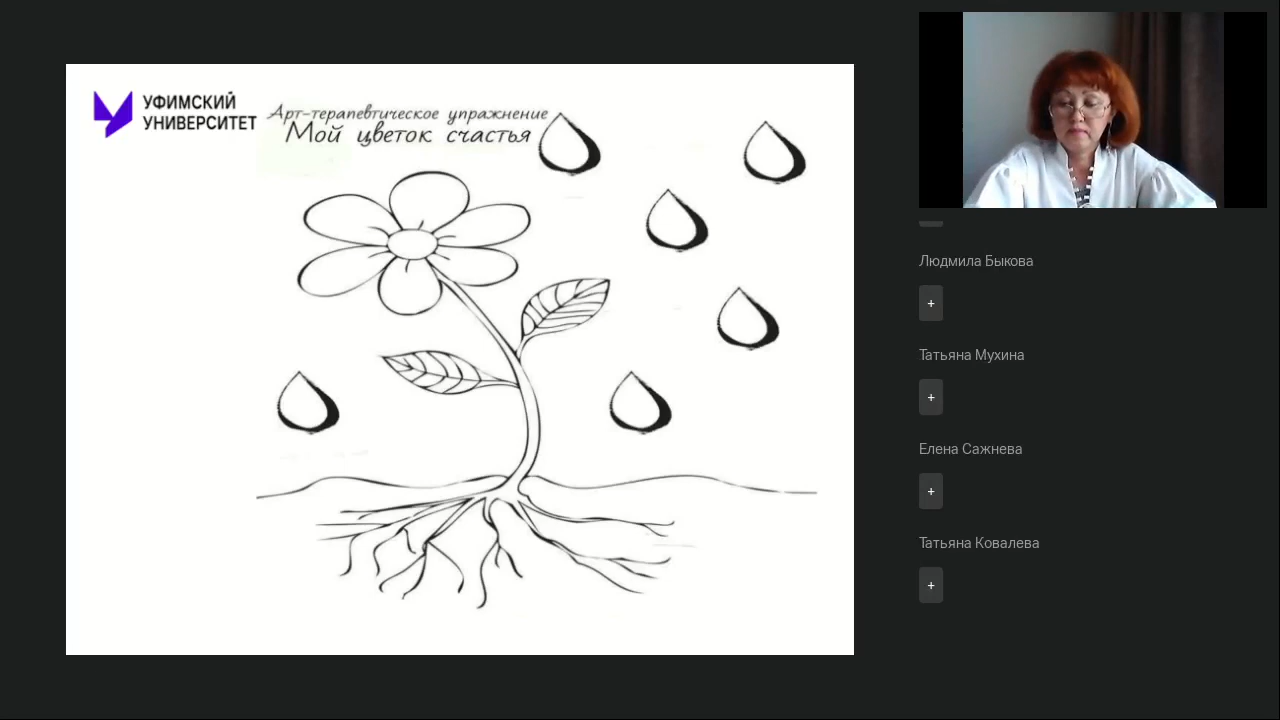 УФИМСКИЙ
УНИВЕРСИТЕТ
Арт-терапевтическое упражнение
Мой цветок счастья
Людмила Быкова
+
Татьяна Мухина
+
Елена Сажнева
+
Татьяна Ковалева
+